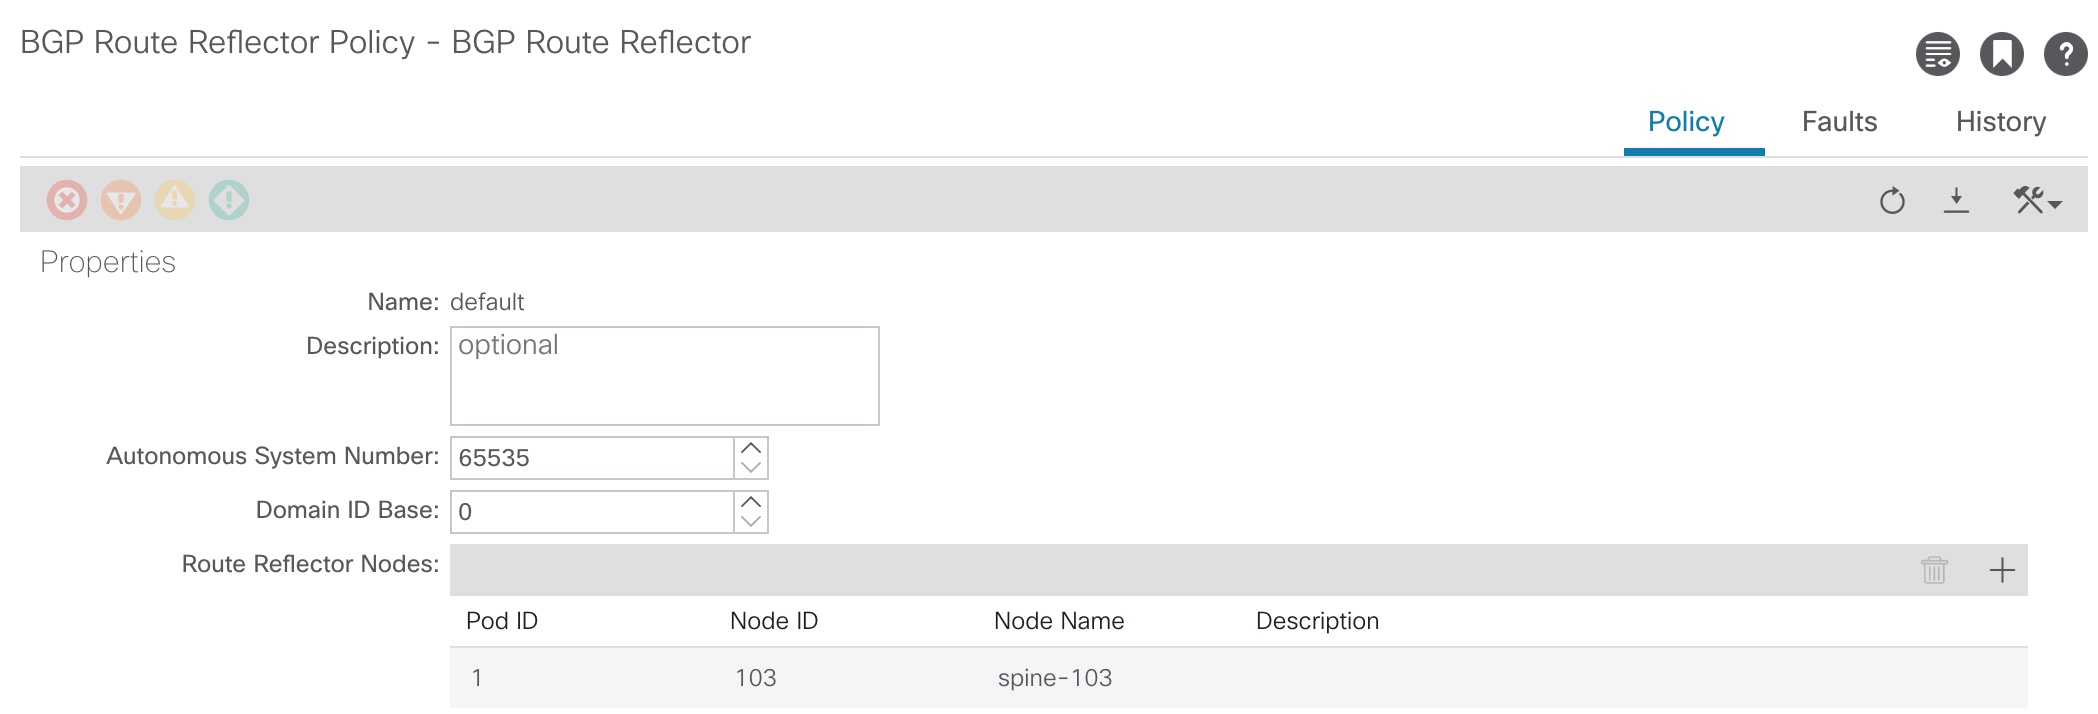 BGP Route Reflector Policy - BGP Route Reflector
Policy Faults History
Properties
Name: default
Description: optional
Autonomous System Number: 65535
Domain ID Base: 0
Route Reflector Nodes:
Pod ID Node ID Node Name Description
1 103 spine-103